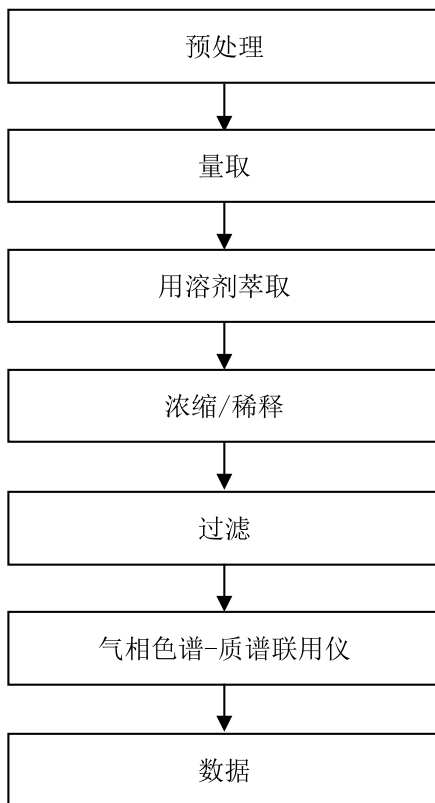 预处理
量取
用溶剂萃取
浓缩/稀释
过滤
气相色谱-质谱联用仪
数据